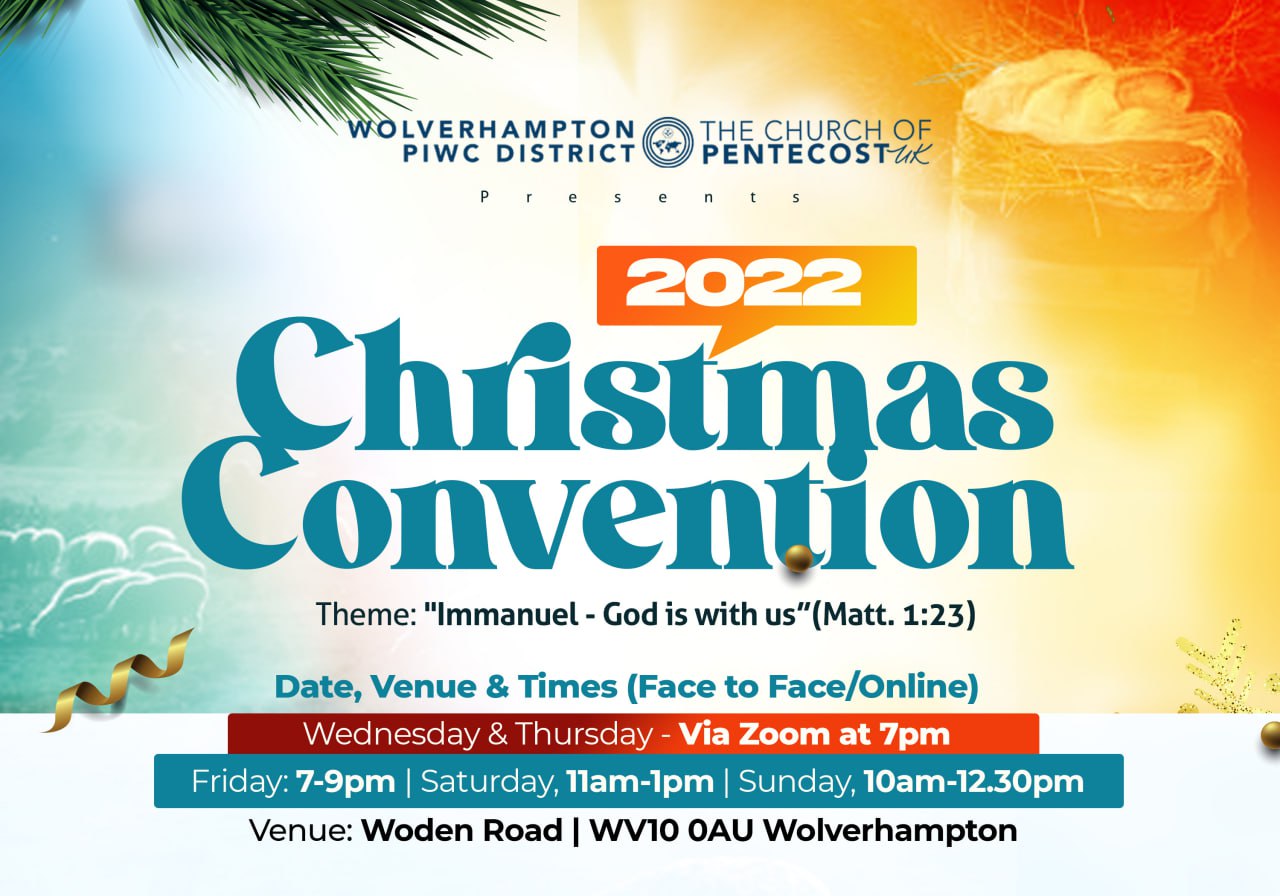 WOLVERHAMPTON
PIWC DISTRICT
THE CHURCH OF
PENTECOST UK
Presents
2022
Christmas
Convention
Theme: "Immanuel - God is with us”(Matt. 1:23)
Date, Venue & Times (Face to Face/Online)
Wednesday & Thursday - Via Zoom at 7pm
Friday: 7-9pm | Saturday, 11am-1pm | Sunday, 10am-12.30pm
Venue: Woden Road | WV10 0AU Wolverhampton